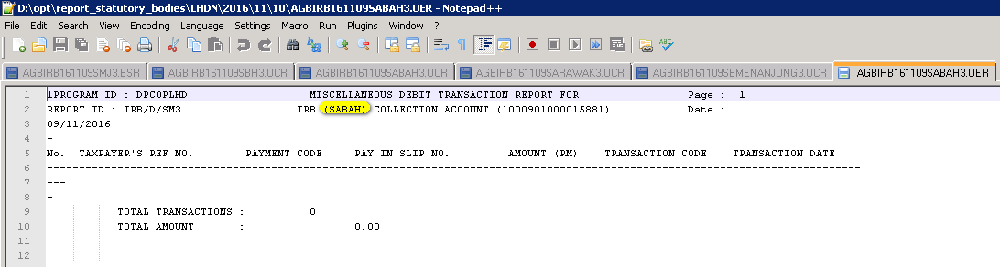 D:\opt\report_statutory_bodies\LHDN\2016\11\10\AGBIRB161109SABAH3.OER - Notepad++
File Edit Search View Encoding Language Settings Macro Run Plugins Window ?
AGBIRB161109SMJ3.BSR AGBIRB161109SBH3.OCR AGBIRB161109SABAH3.OCR AGBIRB161109SARAWAK3.OCR AGBIRB161109SEMENANJUNG3.OCR AGBIRB161109SABAH3.OER
1 1PROGRAM ID : DPCOPLHD MISCELLANEOUS DEBIT TRANSACTION REPORT FOR Page : 1
2 REPORT ID : IRB/D/SM3 IRB (SABAH) COLLECTION ACCOUNT (1000901000015881) Date :
3 09/11/2016
4 -
5 No. TAXPAYER'S REF NO. PAYMENT CODE PAY IN SLIP NO. AMOUNT (RM) TRANSACTION CODE TRANSACTION DATE
6 -------------------------------------------------------------------------------------------------------------------------------
7 ---
8 -
9 TOTAL TRANSACTIONS : 0
10 TOTAL AMOUNT : 0.00
11
12